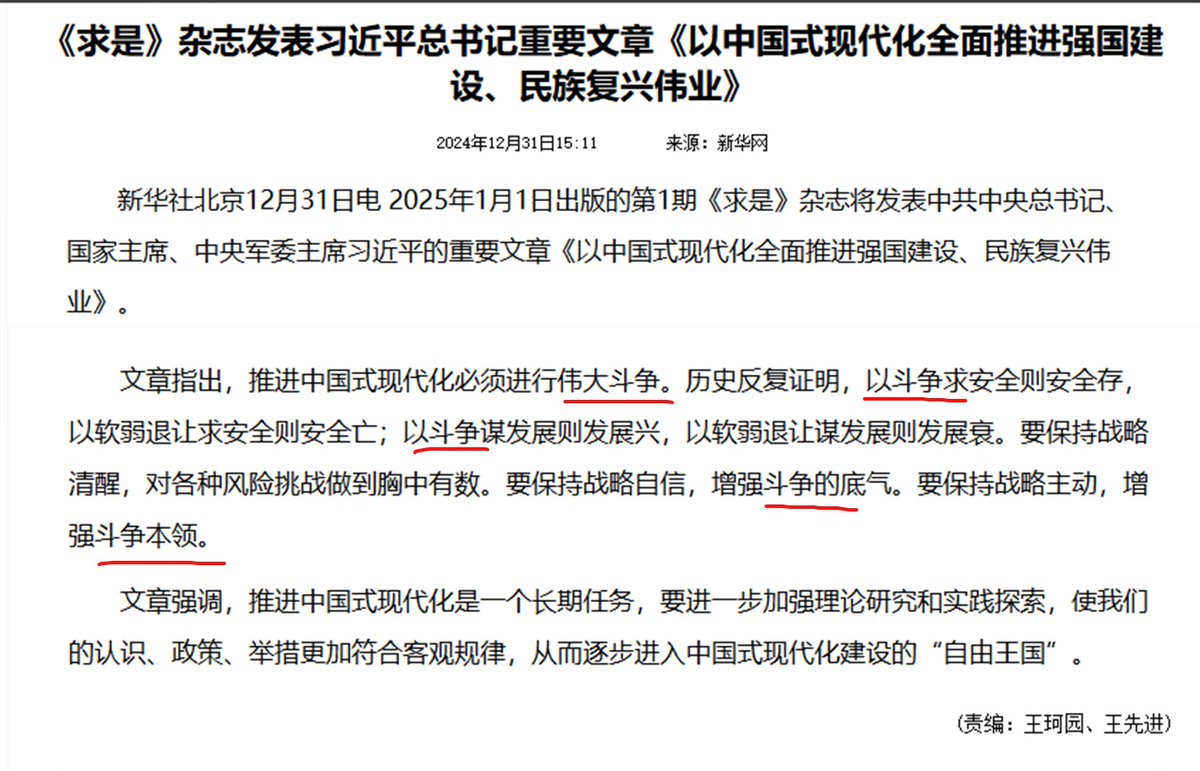 《求是》杂志发表习近平总书记重要文章《以中国式现代化全面推进强国建
设、民族复兴伟业》
2024年12月31日15:11 来源：新华网
新华社北京12月31日电 2025年1月1日出版的第1期《求是》杂志将发表中共中央总书记、
国家主席、中央军委主席习近平的重要文章《以中国式现代化全面推进强国建设、民族复兴伟
业》。
文章指出，推进中国式现代化必须进行伟大斗争。历史反复证明，以斗争求安全则安全存，
以软弱退让求安全则安全亡；以斗争谋发展则发展兴，以软弱退让谋发展则发展衰。要保持战略
清醒，对各种风险挑战做到胸中有数。要保持战略自信，增强斗争的底气。要保持战略主动，增
强斗争本领。
文章强调，推进中国式现代化是一个长期任务，要进一步加强理论研究和实践探索，使我们
的认识、政策、举措更加符合客观规律，从而逐步进入中国式现代化建设的“自由王国”。
(责编：王珂园、王先进)